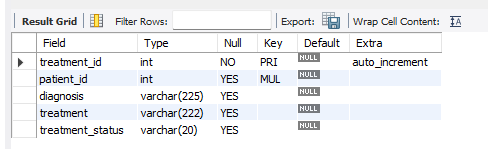 Result Grid Filter Rows: Export: Wrap Cell Content: IA
Field Type Null Key Default Extra
treatment_id int NO PRI NULL auto_increment
patient_id int YES MUL NULL
diagnosis varchar(225) YES NULL
treatment varchar(222) YES NULL
treatment_status varchar(20) YES NULL